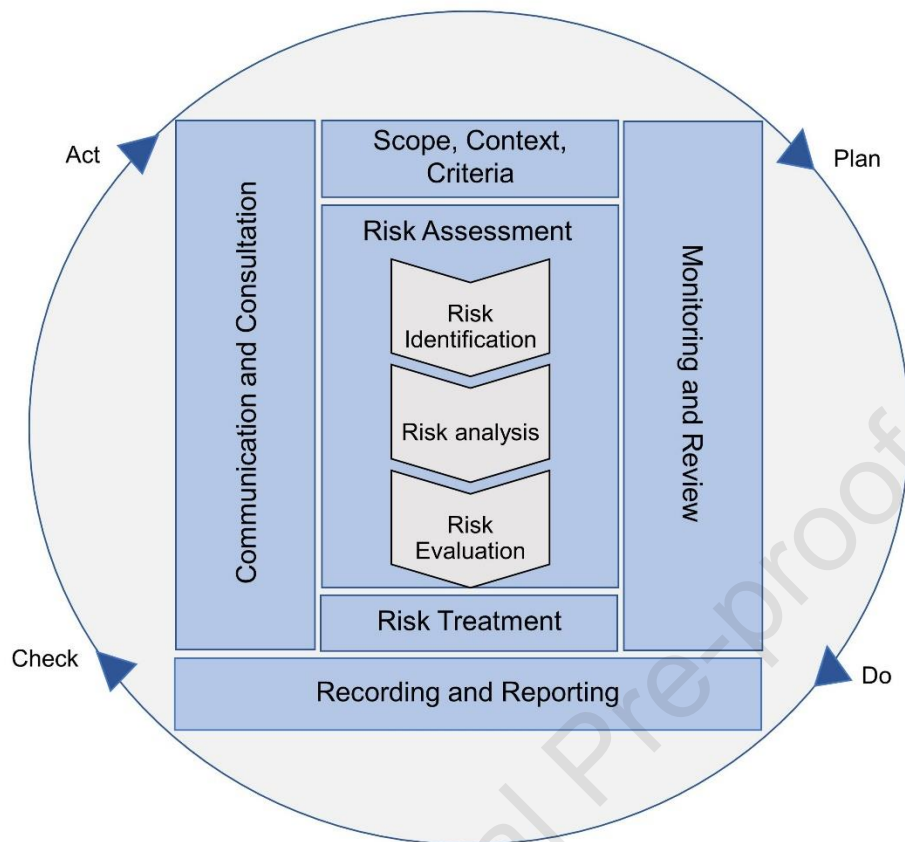 Act
Plan
Scope, Context,
Criteria
Communication and Consultation
Risk Assessment
Risk
Identification
Risk analysis
Risk
Evaluation
Monitoring and Review
Risk Treatment
Check
Do
Recording and Reporting
al Pre-proof